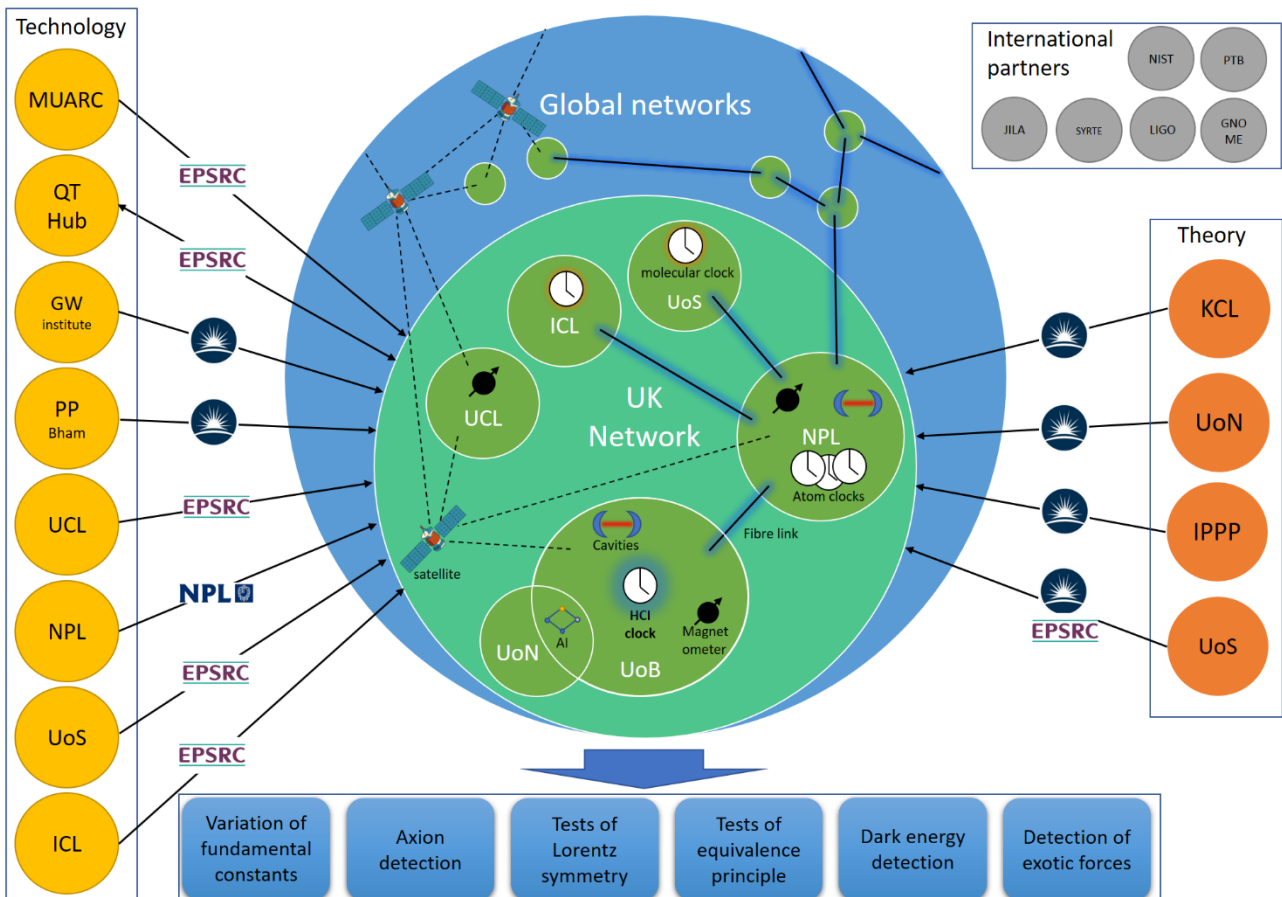 Technology
MUARC
QT
Hub
GW
institute
PP
Bham
UCL
NPL
UoS
ICL
EPSRC
EPSRC
EPSRC
NPL
EPSRC
EPSRC
Global networks
molecular clock
UoS
ICL
UCL
UK
Network
NPL
Atom clocks
Fibre link
satellite
Cavities
HCI
clock
Magnet
ometer
UoN
AI
UoB
International
partners
NIST
PTB
JILA
SYRTE
LIGO
GNO
ME
Theory
KCL
UoN
IPPP
UoS
EPSRC
Variation of
fundamental
constants
Axion
detection
Tests of
Lorentz
symmetry
Tests of
equivalence
principle
Dark energy
detection
Detection of
exotic forces